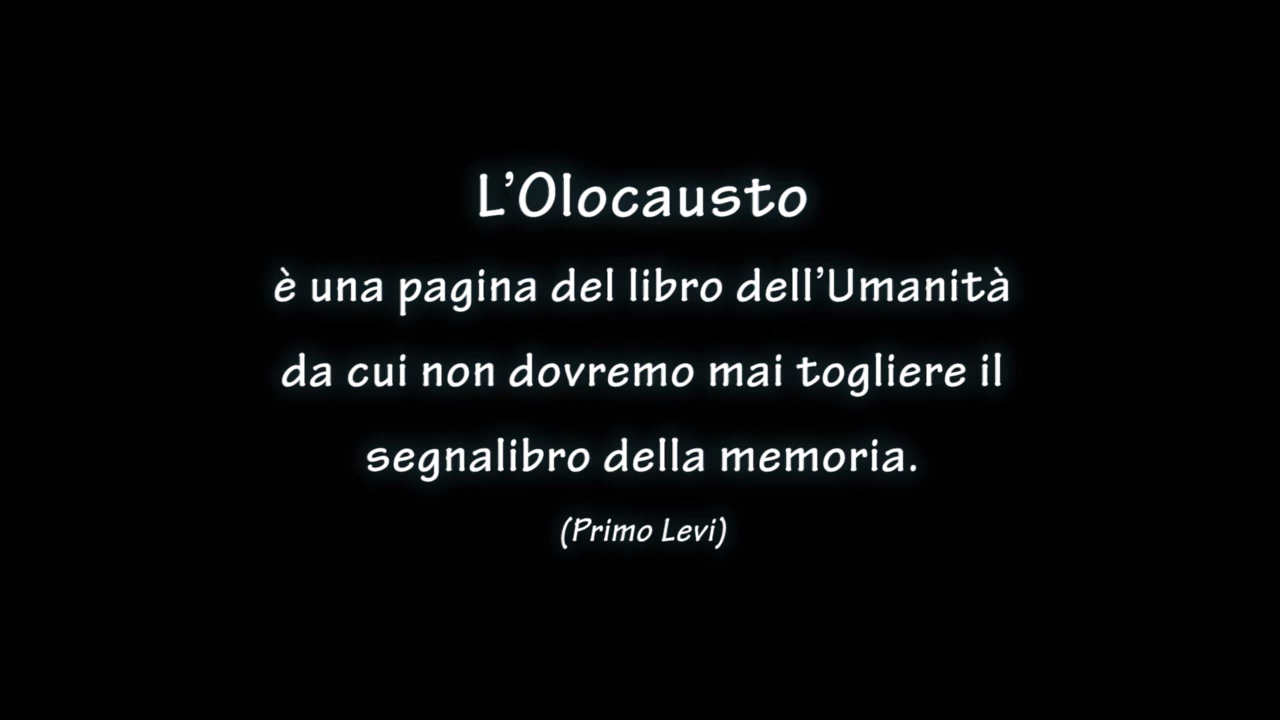 L’Olocausto
è una pagina del libro dell’Umanità
da cui non dovremo mai togliere il
segnalibro della memoria.
(Primo Levi)